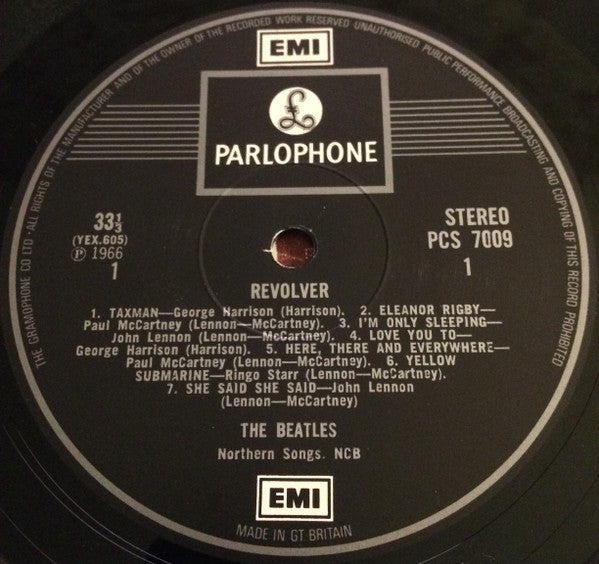 THE GRAMOPHONE CO LTD · ALL RIGHTS OF THE MANUFACTURER AND OF THE OWNER OF THE RECORDED WORK RESERVED UNAUTHORISED PUBLIC PERFORMANCE BROADCASTING AND COPYING OF THIS RECORD PROHIBITED
EMI
£
PARLOPHONE
33⅓
(YEX.605)
Ⓟ 1966
1
STEREO
PCS 7009
1
REVOLVER
1. TAXMAN—George Harrison (Harrison). 2. ELEANOR RIGBY—
Paul McCartney (Lennon—McCartney). 3. I'M ONLY SLEEPING—
John Lennon (Lennon—McCartney). 4. LOVE YOU TO—
George Harrison (Harrison). 5. HERE, THERE AND EVERYWHERE—
Paul McCartney (Lennon—McCartney). 6. YELLOW
SUBMARINE—Ringo Starr (Lennon—McCartney).
7. SHE SAID SHE SAID—John Lennon
(Lennon—McCartney)
THE BEATLES
Northern Songs. NCB
EMI
MADE IN GT BRITAIN